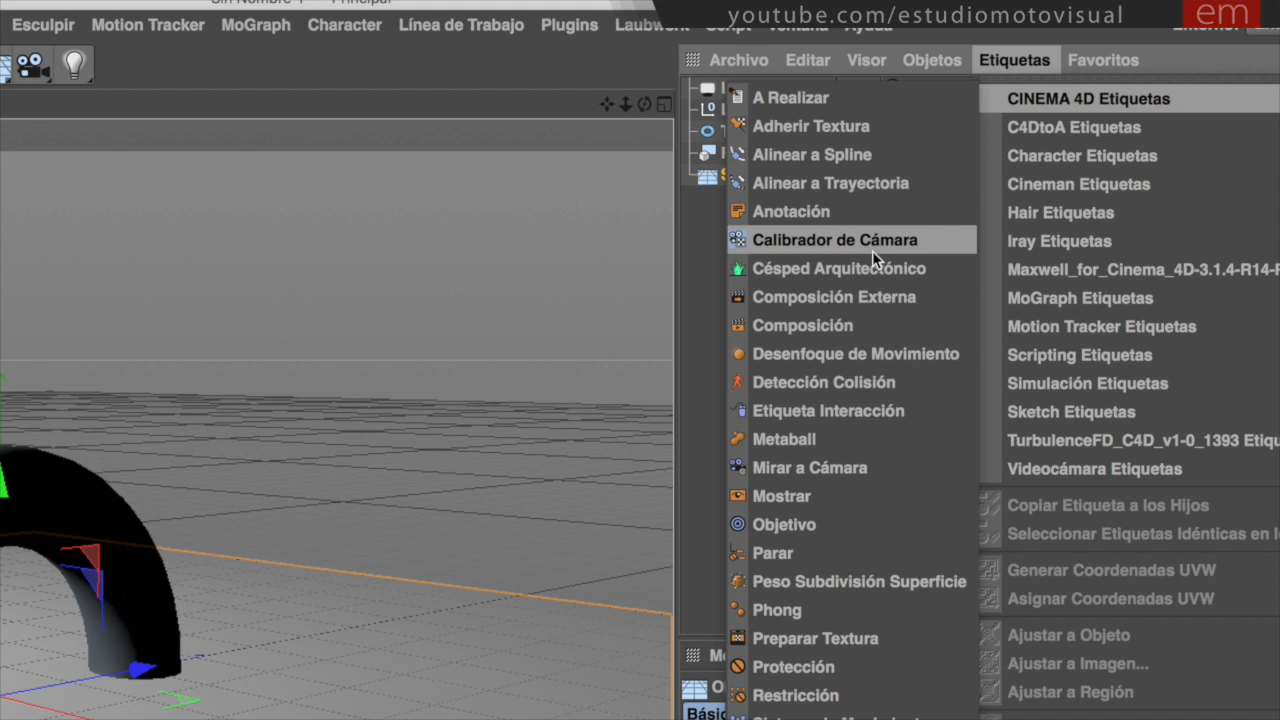 youtube.com/estudiomotovisual
em
Esculpir Motion Tracker MoGraph Character Línea de Trabajo Plugins
Archivo Editar Visor Objetos Etiquetas Favoritos
A Realizar
Adherir Textura
Alinear a Spline
Alinear a Trayectoria
Anotación
Calibrador de Cámara
Césped Arquitectónico
Composición Externa
Composición
Desenfoque de Movimiento
Detección Colisión
Etiqueta Interacción
Metaball
Mirar a Cámara
Mostrar
Objetivo
Parar
Peso Subdivisión Superficie
Phong
Preparar Textura
Protección
Restricción
CINEMA 4D Etiquetas
C4DtoA Etiquetas
Character Etiquetas
Cineman Etiquetas
Hair Etiquetas
Iray Etiquetas
Maxwell_for_Cinema_4D-3.1.4-R14-R
MoGraph Etiquetas
Motion Tracker Etiquetas
Scripting Etiquetas
Simulación Etiquetas
Sketch Etiquetas
TurbulenceFD_C4D_v1-0_1393 Etiqu
Videocámara Etiquetas
Copiar Etiqueta a los Hijos
Seleccionar Etiquetas Idénticas en l
Generar Coordenadas UVW
Asignar Coordenadas UVW
Ajustar a Objeto
Ajustar a Imagen...
Ajustar a Región